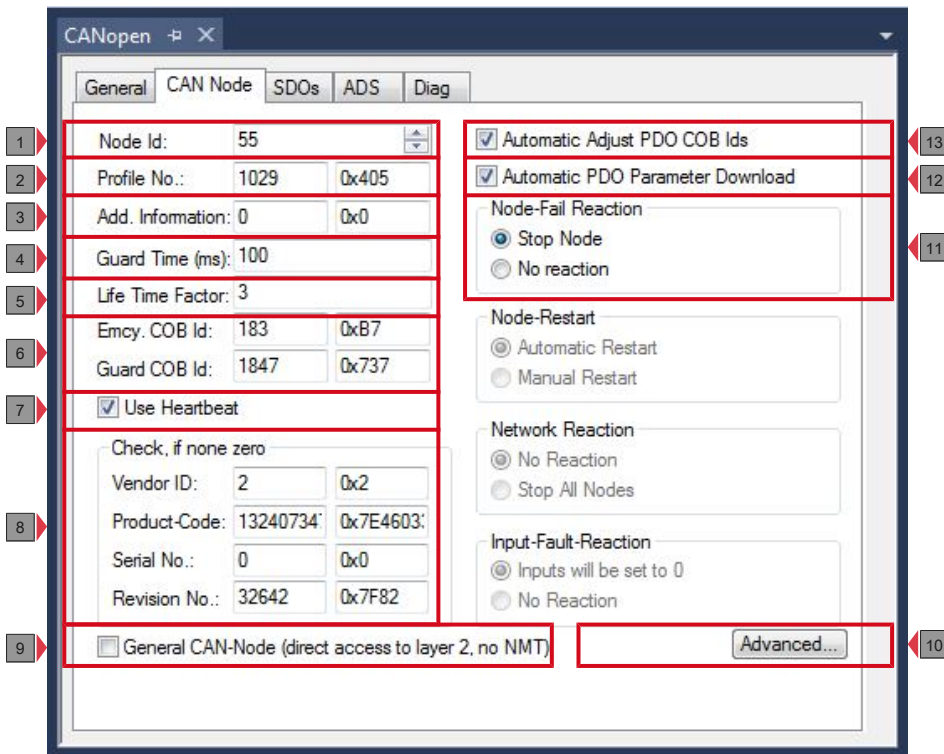 CANopen
General CAN Node SDOs ADS Diag
1 Node Id: 55
2 Profile No.: 1029 0x405
3 Add. Information: 0 0x0
4 Guard Time (ms): 100
5 Life Time Factor: 3
6 Emcy. COB Id: 183 0xB7
Guard COB Id: 1847 0x737
7 Use Heartbeat
Check, if none zero
Vendor ID: 2 0x2
8 Product-Code: 13240734 0x7E4603
Serial No.: 0 0x0
Revision No.: 32642 0x7F82
9 General CAN-Node (direct access to layer 2, no NMT)
Automatic Adjust PDO COB Ids 13
Automatic PDO Parameter Download 12
Node-Fail Reaction
Stop Node 11
No reaction
Node-Restart
Automatic Restart
Manual Restart
Network Reaction
No Reaction
Stop All Nodes
Input-Fault-Reaction
Inputs will be set to 0
No Reaction
Advanced... 10